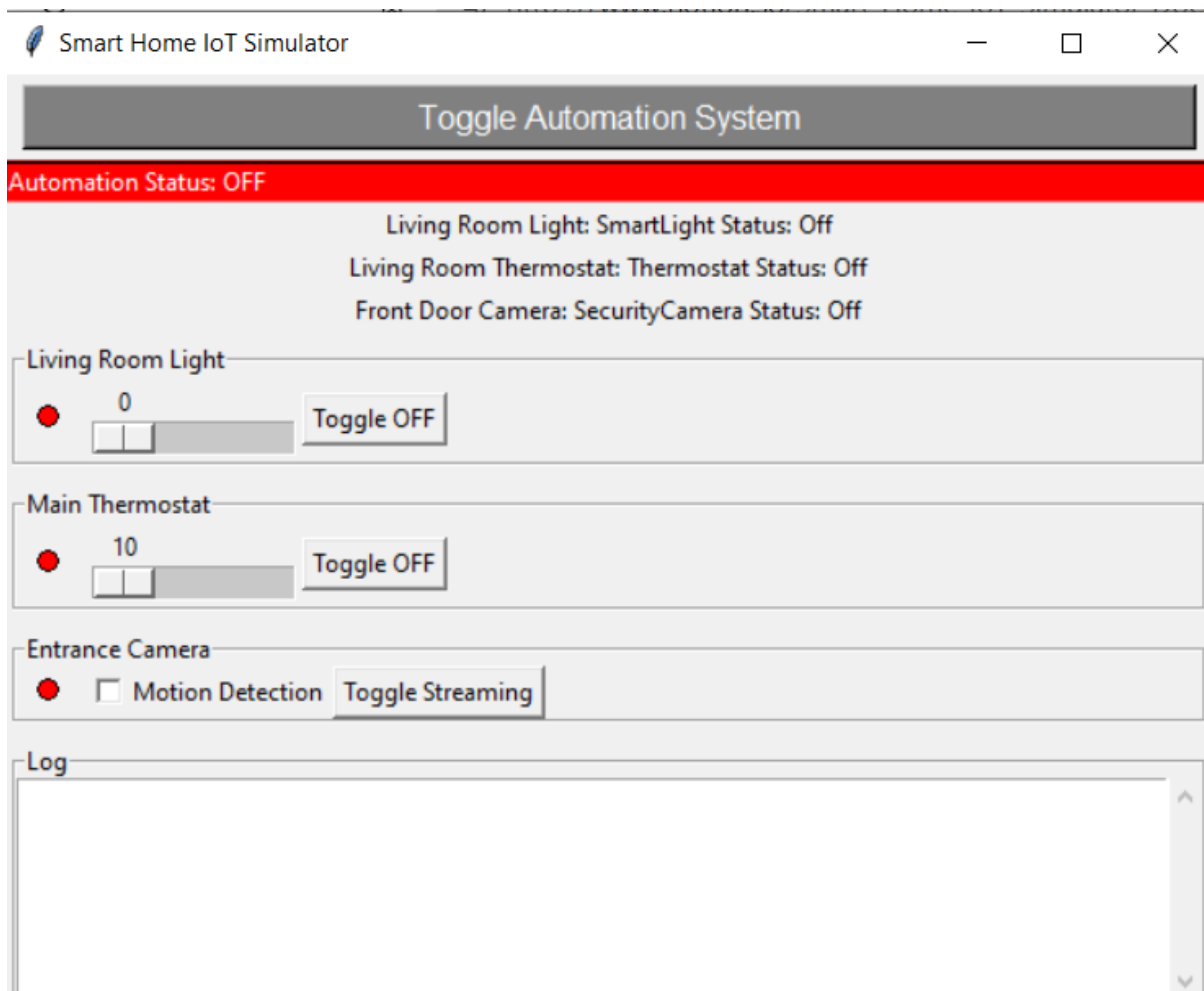 Smart Home IoT Simulator
Toggle Automation System
Automation Status: OFF
Living Room Light: SmartLight Status: Off
Living Room Thermostat: Thermostat Status: Off
Front Door Camera: SecurityCamera Status: Off
Living Room Light
0
Toggle OFF
Main Thermostat
10
Toggle OFF
Entrance Camera
Motion Detection Toggle Streaming
Log